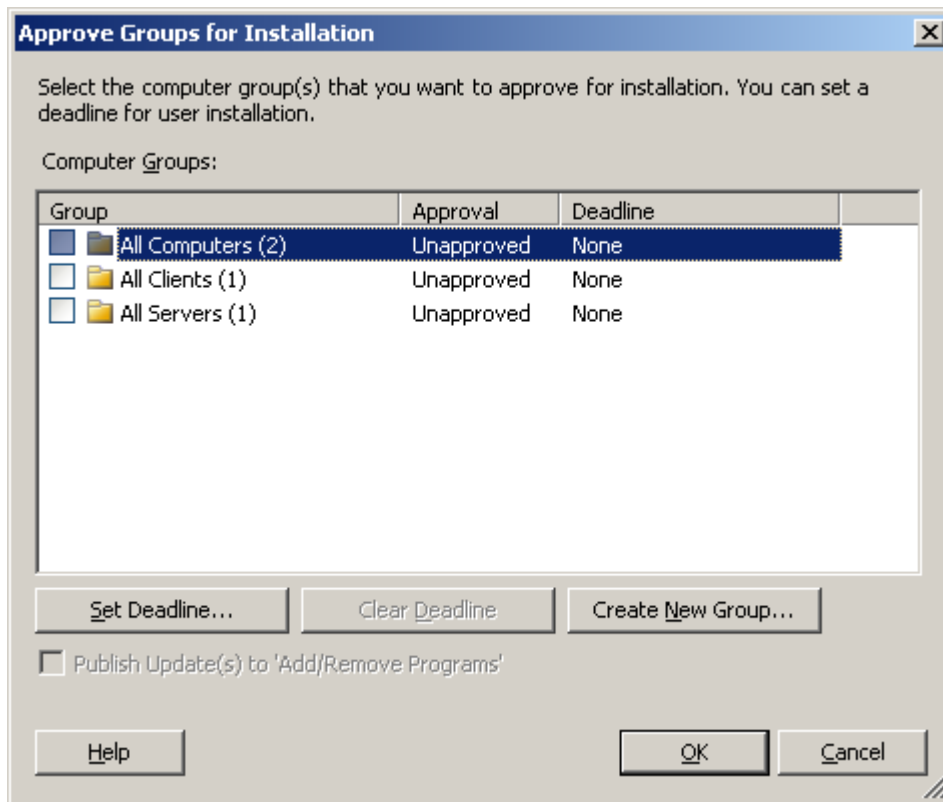 Approve Groups for Installation
Select the computer group(s) that you want to approve for installation. You can set a
deadline for user installation.
Computer Groups:
Group Approval Deadline
All Computers (2) Unapproved None
All Clients (1) Unapproved None
All Servers (1) Unapproved None
Set Deadline... Clear Deadline Create New Group...
Publish Update(s) to 'Add/Remove Programs'
Help OK Cancel